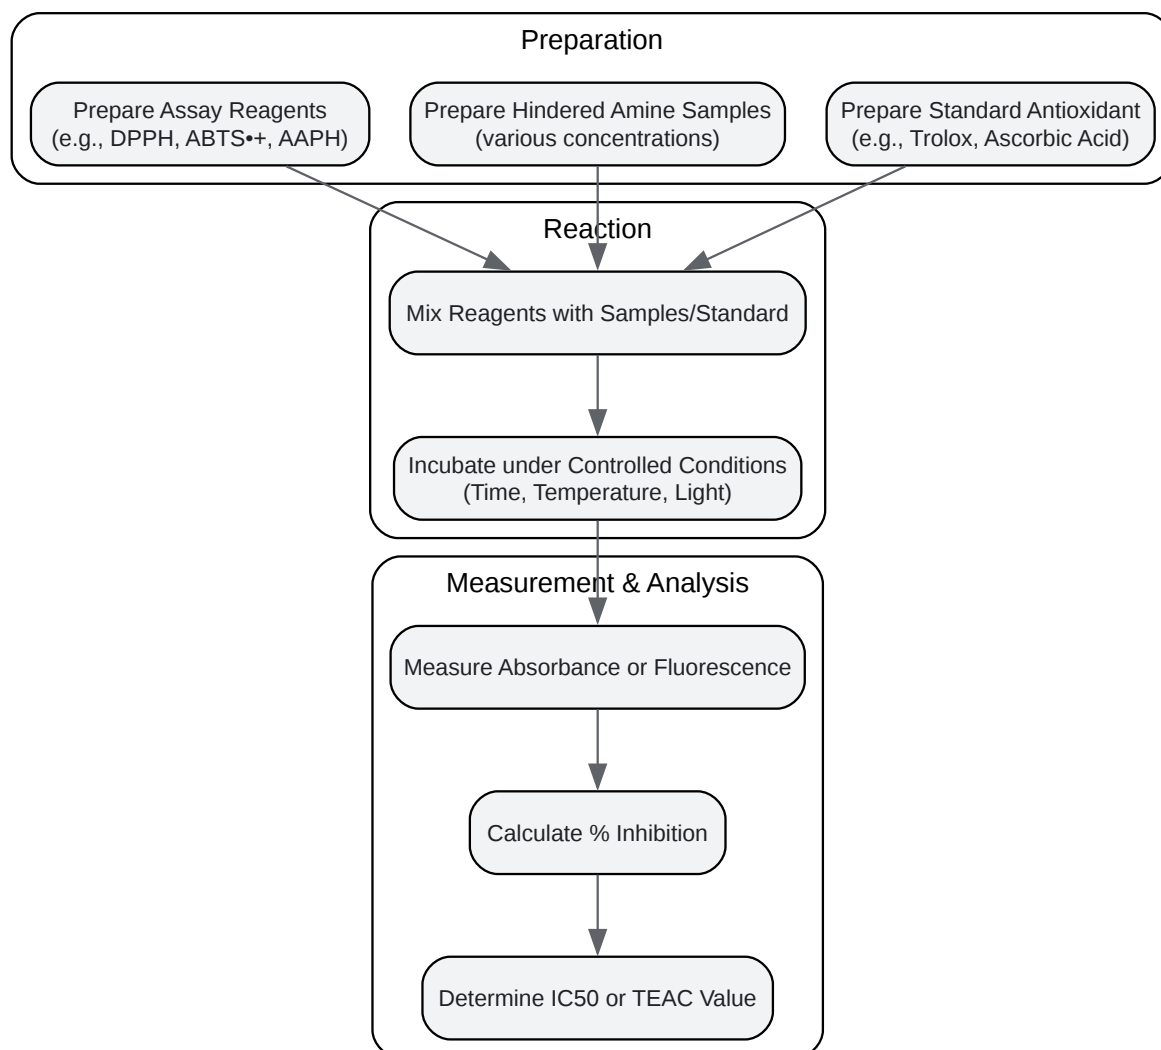 Preparation
Prepare Assay Reagents
(e.g., DPPH, ABTS•+, AAPH)
Prepare Hindered Amine Samples
(various concentrations)
Prepare Standard Antioxidant
(e.g., Trolox, Ascorbic Acid)
Reaction
Mix Reagents with Samples/Standard
Incubate under Controlled Conditions
(Time, Temperature, Light)
Measurement & Analysis
Measure Absorbance or Fluorescence
Calculate % Inhibition
Determine IC50 or TEAC Value